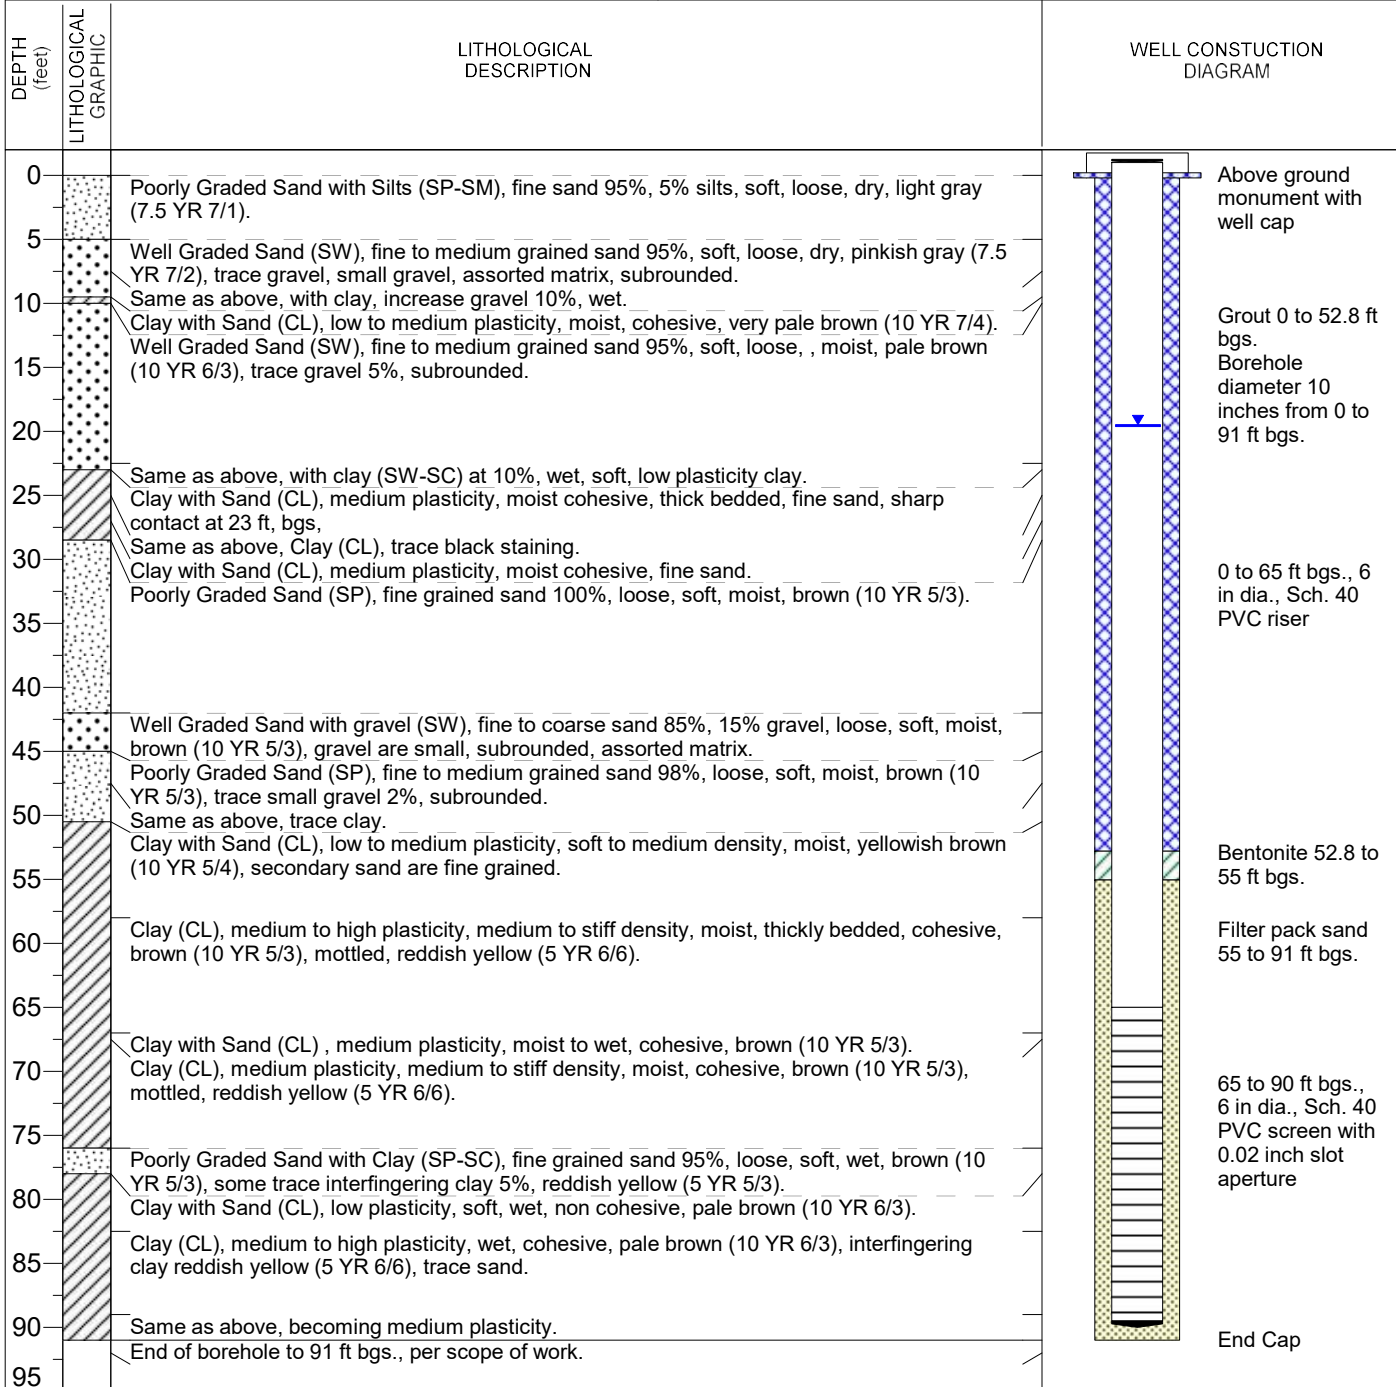 DEPTH
(feet)
LITHOLOGICAL
GRAPHIC
LITHOLOGICAL
DESCRIPTION
WELL CONSTUCTION
DIAGRAM
0
5
10
15
20
25
30
35
40
45
50
55
60
65
70
75
80
85
90
95
Poorly Graded Sand with Silts (SP-SM), fine sand 95%, 5% silts, soft, loose, dry, light gray
(7.5 YR 7/1).
Well Graded Sand (SW), fine to medium grained sand 95%, soft, loose, dry, pinkish gray (7.5
YR 7/2), trace gravel, small gravel, assorted matrix, subrounded.
Same as above, with clay, increase gravel 10%, wet.
Clay with Sand (CL), low to medium plasticity, moist, cohesive, very pale brown (10 YR 7/4).
Well Graded Sand (SW), fine to medium grained sand 95%, soft, loose, , moist, pale brown
(10 YR 6/3), trace gravel 5%, subrounded.
Same as above, with clay (SW-SC) at 10%, wet, soft, low plasticity clay.
Clay with Sand (CL), medium plasticity, moist cohesive, thick bedded, fine sand, sharp
contact at 23 ft, bgs,
Same as above, Clay (CL), trace black staining.
Clay with Sand (CL), medium plasticity, moist cohesive, fine sand.
Poorly Graded Sand (SP), fine grained sand 100%, loose, soft, moist, brown (10 YR 5/3).
Well Graded Sand with gravel (SW), fine to coarse sand 85%, 15% gravel, loose, soft, moist,
brown (10 YR 5/3), gravel are small, subrounded, assorted matrix.
Poorly Graded Sand (SP), fine to medium grained sand 98%, loose, soft, moist, brown (10
YR 5/3), trace small gravel 2%, subrounded.
Same as above, trace clay.
Clay with Sand (CL), low to medium plasticity, soft to medium density, moist, yellowish brown
(10 YR 5/4), secondary sand are fine grained.
Clay (CL), medium to high plasticity, medium to stiff density, moist, thickly bedded, cohesive,
brown (10 YR 5/3), mottled, reddish yellow (5 YR 6/6).
Clay with Sand (CL) , medium plasticity, moist to wet, cohesive, brown (10 YR 5/3).
Clay (CL), medium plasticity, medium to stiff density, moist, cohesive, brown (10 YR 5/3),
mottled, reddish yellow (5 YR 6/6).
Poorly Graded Sand with Clay (SP-SC), fine grained sand 95%, loose, soft, wet, brown (10
YR 5/3), some trace interfingering clay 5%, reddish yellow (5 YR 5/3).
Clay with Sand (CL), low plasticity, soft, wet, non cohesive, pale brown (10 YR 6/3).
Clay (CL), medium to high plasticity, wet, cohesive, pale brown (10 YR 6/3), interfingering
clay reddish yellow (5 YR 6/6), trace sand.
Same as above, becoming medium plasticity.
End of borehole to 91 ft bgs., per scope of work.
Above ground
monument with
well cap
Grout 0 to 52.8 ft
bgs.
Borehole
diameter 10
inches from 0 to
91 ft bgs.
0 to 65 ft bgs., 6
in dia., Sch. 40
PVC riser
Bentonite 52.8 to
55 ft bgs.
Filter pack sand
55 to 91 ft bgs.
65 to 90 ft bgs.,
6 in dia., Sch. 40
PVC screen with
0.02 inch slot
aperture
End Cap